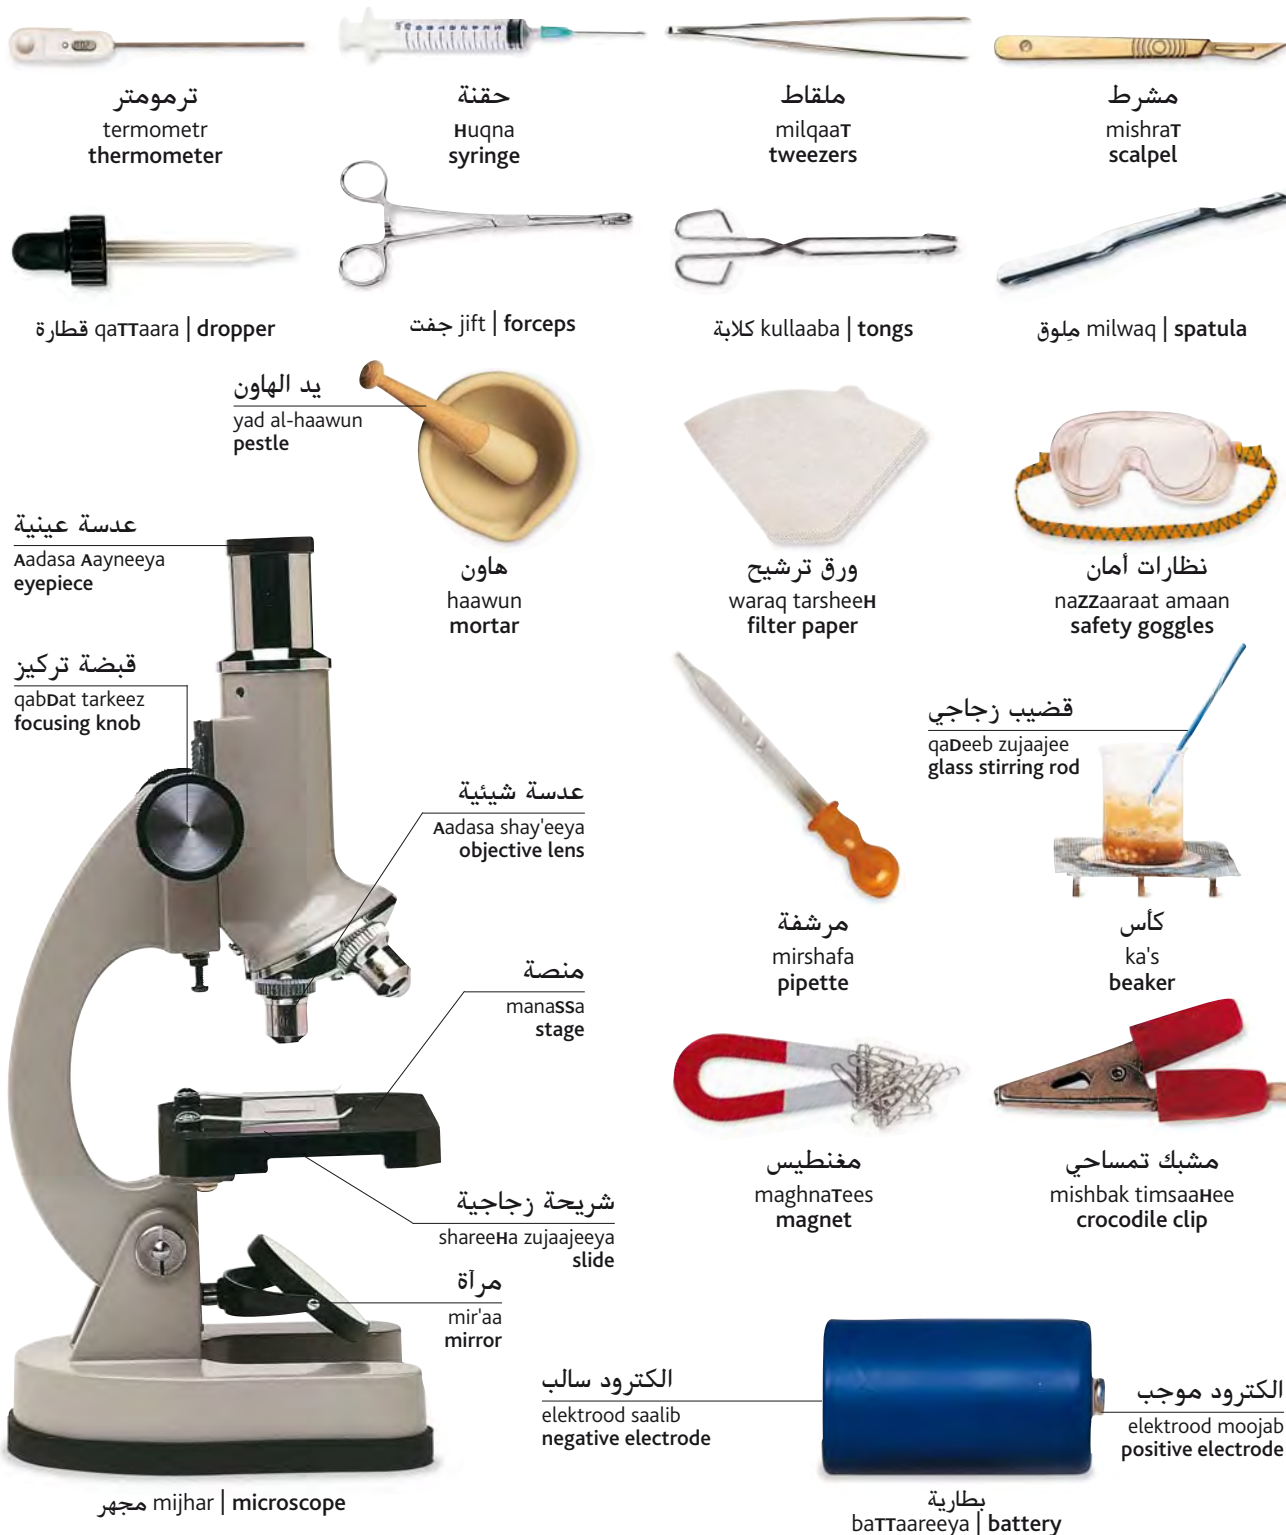 ترمومتر
termometr
thermometer
حقنة
Huqna
syringe
ملقاط
milqaaT
tweezers
مشرط
mishraT
scalpel
قطارة qaTTaara | dropper
جفت jift | forceps
كلابة kullaaba | tongs
مِلوق milwaq | spatula
يد الهاون
yad al-haawun
pestle
هاون
haawun
mortar
ورق ترشيح
waraq tarsheeH
filter paper
نظارات أمان
naZZaaraat amaan
safety goggles
عدسة عينية
Aadasa Aayneeya
eyepiece
قبضة تركيز
qabDat tarkeez
focusing knob
عدسة شيئية
Aadasa shay'eeya
objective lens
منصة
manaSSa
stage
شريحة زجاجية
shareeHa zujaajeeya
slide
مرآة
mir'aa
mirror
مجهر mijhar | microscope
مرشفة
mirshafa
pipette
قضيب زجاجي
qaDeeb zujaajee
glass stirring rod
كأس
ka's
beaker
مغنطيس
maghnaTees
magnet
مشبك تمساحي
mishbak timsaaHee
crocodile clip
الكترود سالب
elektrood saalib
negative electrode
الكترود موجب
elektrood moojab
positive electrode
بطارية
baTTaareeya | battery